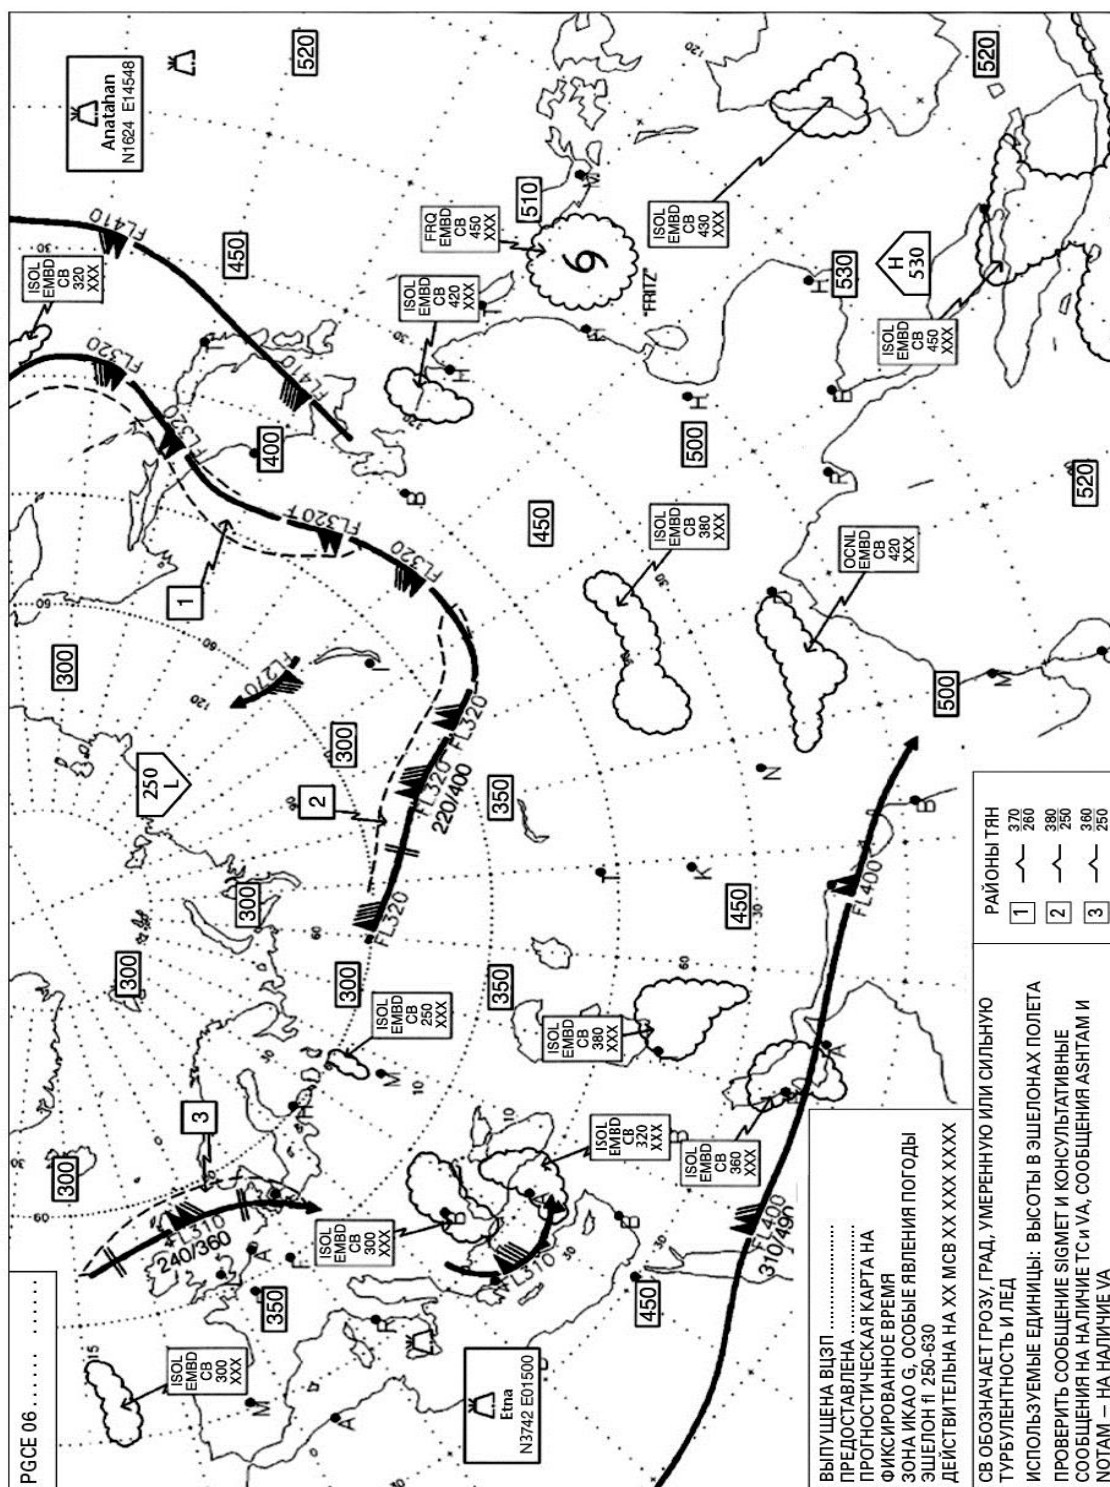 PGCE 06 . . . . . . . . . .
Anatahan
N1624 E14548
Etna
N3742 E01500
ISOL
EMBD
CB
320
XXX
FRQ
EMBD
CB
450
XXX
ISOL
EMBD
CB
420
XXX
ISOL
EMBD
CB
430
XXX
ISOL
EMBD
CB
450
XXX
ISOL
EMBD
CB
380
XXX
OCNL
EMBD
CB
420
XXX
ISOL
EMBD
CB
250
XXX
ISOL
EMBD
CB
380
XXX
ISOL
EMBD
CB
320
XXX
ISOL
EMBD
CB
360
XXX
ISOL
EMBD
CB
300
XXX
ISOL
EMBD
CB
300
XXX
"FRITZ"
520
520
510
450
530
H
530
400
500
450
520
300
300
250
L
350
500
300
300
300
350
450
300
350
450
1
2
3
FL410
FL410
FL320
FL320
FL320
FL320
FL320
FL320
220/400
FL320
FL270
FL310
240/360
FL310
FL400
FL400
310/490
ВЫПУЩЕНА ВЦЗП .....................
ПРЕДОСТАВЛЕНА.....................
ПРОГНОСТИЧЕСКАЯ КАРТА НА
ФИКСИРОВАННОЕ ВРЕМЯ
ЗОНА ИКАО G, ОСОБЫЕ ЯВЛЕНИЯ ПОГОДЫ
ЭШЕЛОН fl 250-630
ДЕЙСТВИТЕЛЬНА НА XX МСВ XX XXX XXXX
СВ ОБОЗНАЧАЕТ ГРОЗУ, ГРАД, УМЕРЕННУЮ ИЛИ СИЛЬНУЮ
ТУРБУЛЕНТНОСТЬ И ЛЕД
ИСПОЛЬЗУЕМЫЕ ЕДИНИЦЫ: ВЫСОТЫ В ЭШЕЛОНАХ ПОЛЕТА
ПРОВЕРИТЬ СООБЩЕНИЕ SIGMET И КОНСУЛЬТАТИВНЫЕ
СООБЩЕНИЯ НА НАЛИЧИЕ TC и VA, СООБЩЕНИЯ ASHTAM И
NOTAM – НА НАЛИЧИЕ VA
РАЙОНЫ ТЯН
1 370
260
2 380
250
3 360
250